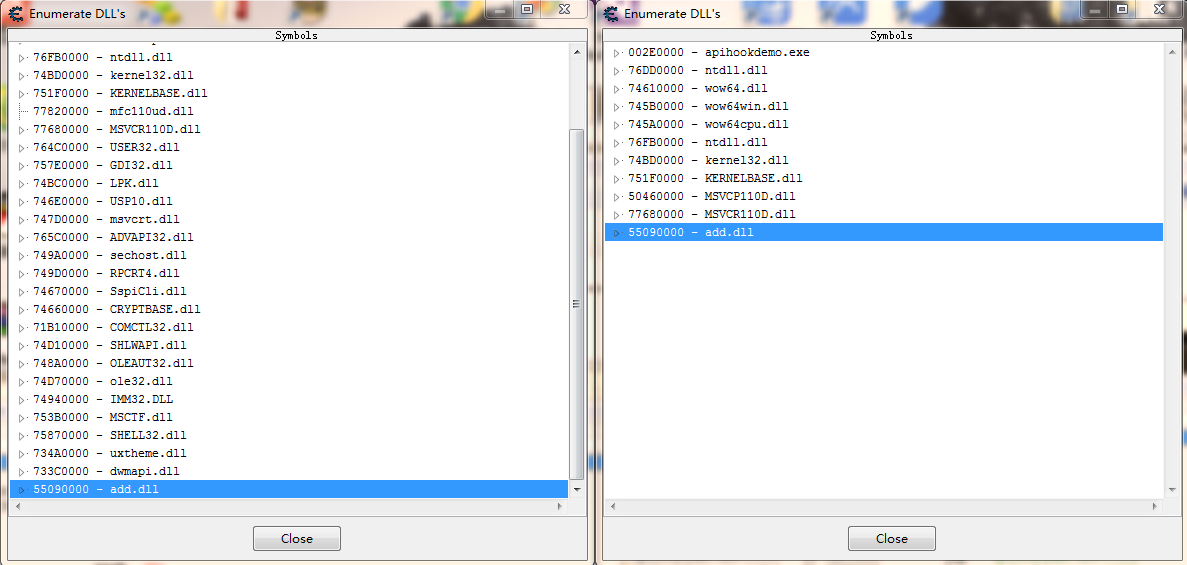 Enumerate DLL's
Symbols
76FB0000 - ntdll.dll
74BD0000 - kernel32.dll
751F0000 - KERNELBASE.dll
77820000 - mfc110ud.dll
77680000 - MSVCR110D.dll
764C0000 - USER32.dll
757E0000 - GDI32.dll
74BC0000 - LPK.dll
746E0000 - USP10.dll
747D0000 - msvcrt.dll
765C0000 - ADVAPI32.dll
749A0000 - sechost.dll
749D0000 - RPCRT4.dll
74670000 - SspiCli.dll
74660000 - CRYPTBASE.dll
71B10000 - COMCTL32.dll
74D10000 - SHLWAPI.dll
748A0000 - OLEAUT32.dll
74D70000 - ole32.dll
74940000 - IMM32.DLL
753B0000 - MSCTF.dll
75870000 - SHELL32.dll
734A0000 - uxtheme.dll
733C0000 - dwmapi.dll
55090000 - add.dll
Close
Enumerate DLL's
Symbols
002E0000 - apihookdemo.exe
76DD0000 - ntdll.dll
74610000 - wow64.dll
745B0000 - wow64win.dll
745A0000 - wow64cpu.dll
76FB0000 - ntdll.dll
74BD0000 - kernel32.dll
751F0000 - KERNELBASE.dll
50460000 - MSVCP110D.dll
77680000 - MSVCR110D.dll
55090000 - add.dll
Close